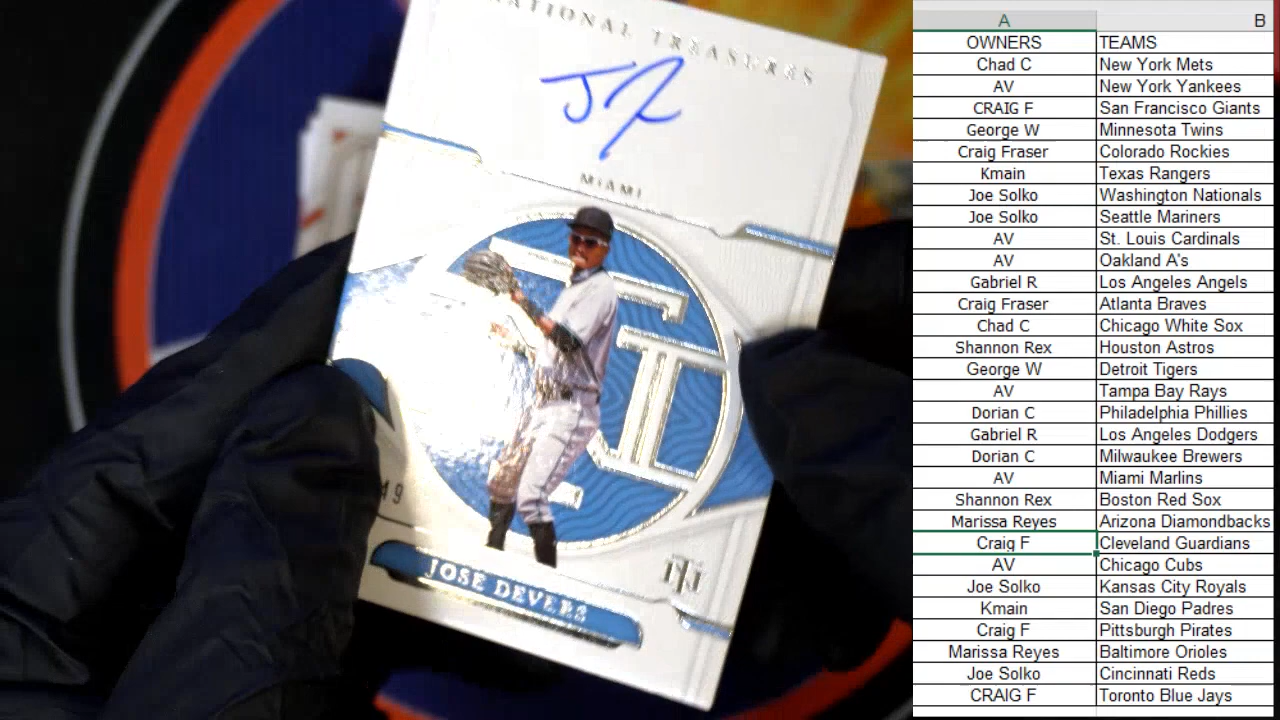 NATIONAL TREASURES
MIAMI
49
JOSE DEVERS
A B
OWNERS TEAMS
Chad C New York Mets
AV New York Yankees
CRAIG F San Francisco Giants
George W Minnesota Twins
Craig Fraser Colorado Rockies
Kmain Texas Rangers
Joe Solko Washington Nationals
Joe Solko Seattle Mariners
AV St. Louis Cardinals
AV Oakland A's
Gabriel R Los Angeles Angels
Craig Fraser Atlanta Braves
Chad C Chicago White Sox
Shannon Rex Houston Astros
George W Detroit Tigers
AV Tampa Bay Rays
Dorian C Philadelphia Phillies
Gabriel R Los Angeles Dodgers
Dorian C Milwaukee Brewers
AV Miami Marlins
Shannon Rex Boston Red Sox
Marissa Reyes Arizona Diamondbacks
Craig F Cleveland Guardians
AV Chicago Cubs
Joe Solko Kansas City Royals
Kmain San Diego Padres
Craig F Pittsburgh Pirates
Marissa Reyes Baltimore Orioles
Joe Solko Cincinnati Reds
CRAIG F Toronto Blue Jays